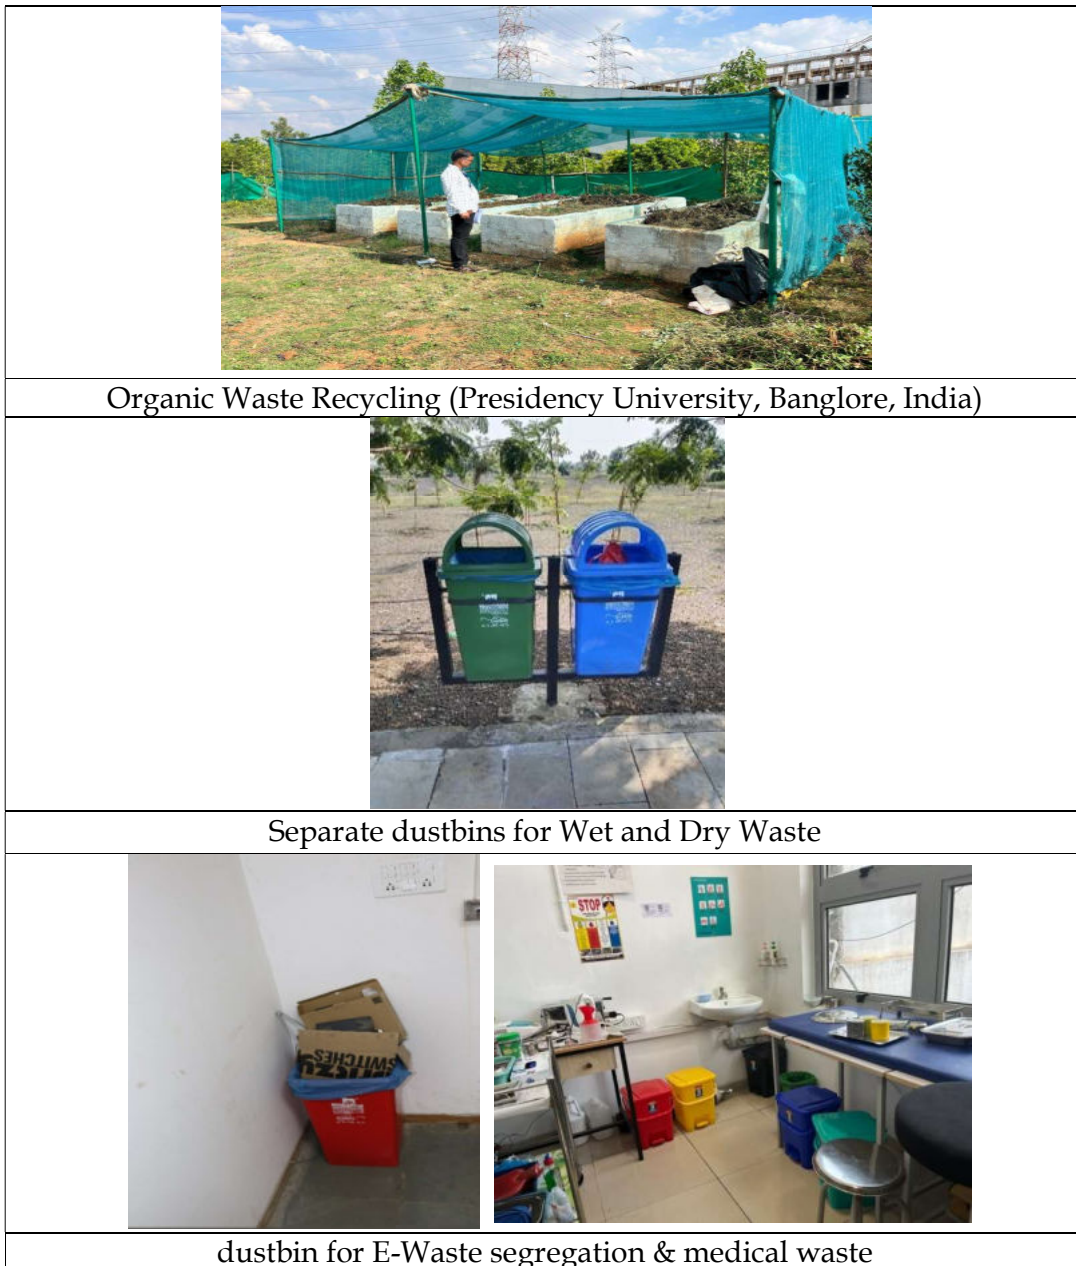 Organic Waste Recycling (Presidency University, Banglore, India)
Separate dustbins for Wet and Dry Waste
SWITCHES
STOP
dustbin for E-Waste segregation & medical waste